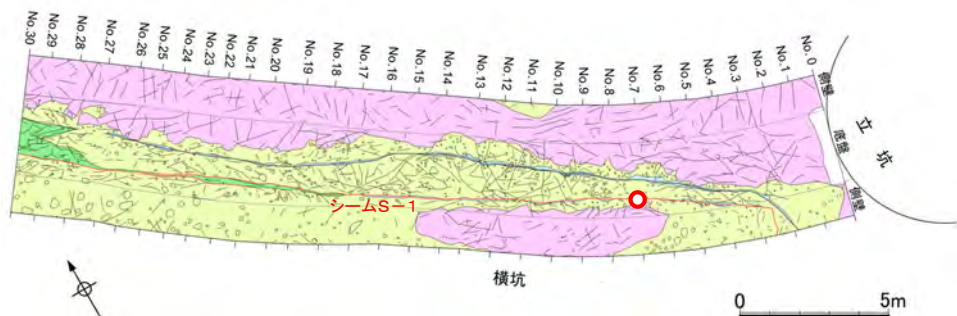 No.30
No.29
No.28
No.27
No.26
No.25
No.24
No.23
No.22
No.21
No.20
No.19
No.18
No.17
No.16
No.15
No.14
No.13
No.12
No.11
No.10
No.9
No.8
No.7
No.6
No.5
No.4
No.3
No.2
No.1
No.0
側壁
底盤
側壁
立坑
シームS-1
横坑
0 5m